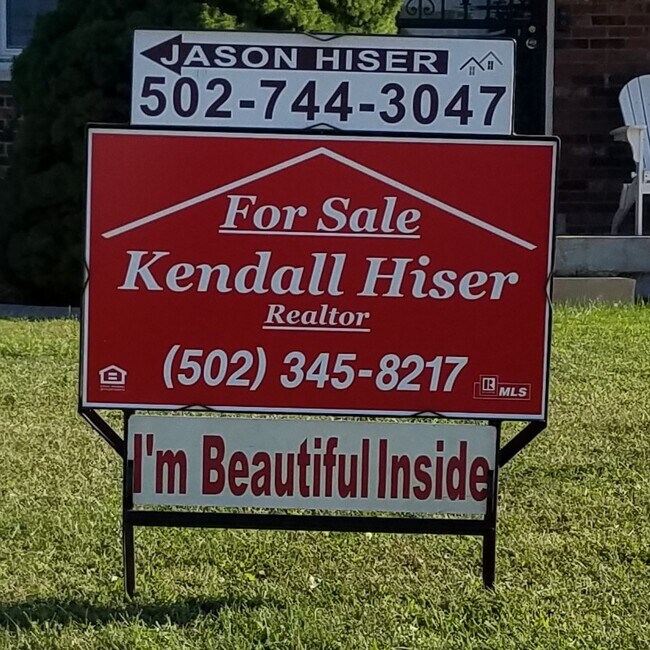 JASON HISER
502-744-3047
For Sale
Kendall Hiser
Realtor
(502) 345-8217
MLS
I'm Beautiful Inside